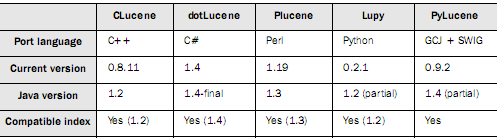 CLucene dotLucene Plucene Lupy PyLucene
Port language C++ C# Perl Python GCJ + SWIG
Current version 0.8.11 1.4 1.19 0.2.1 0.9.2
Java version 1.2 1.4-final 1.3 1.2 (partial) 1.4 (partial)
Compatible index Yes (1.2) Yes (1.4) Yes (1.3) Yes (1.2) Yes